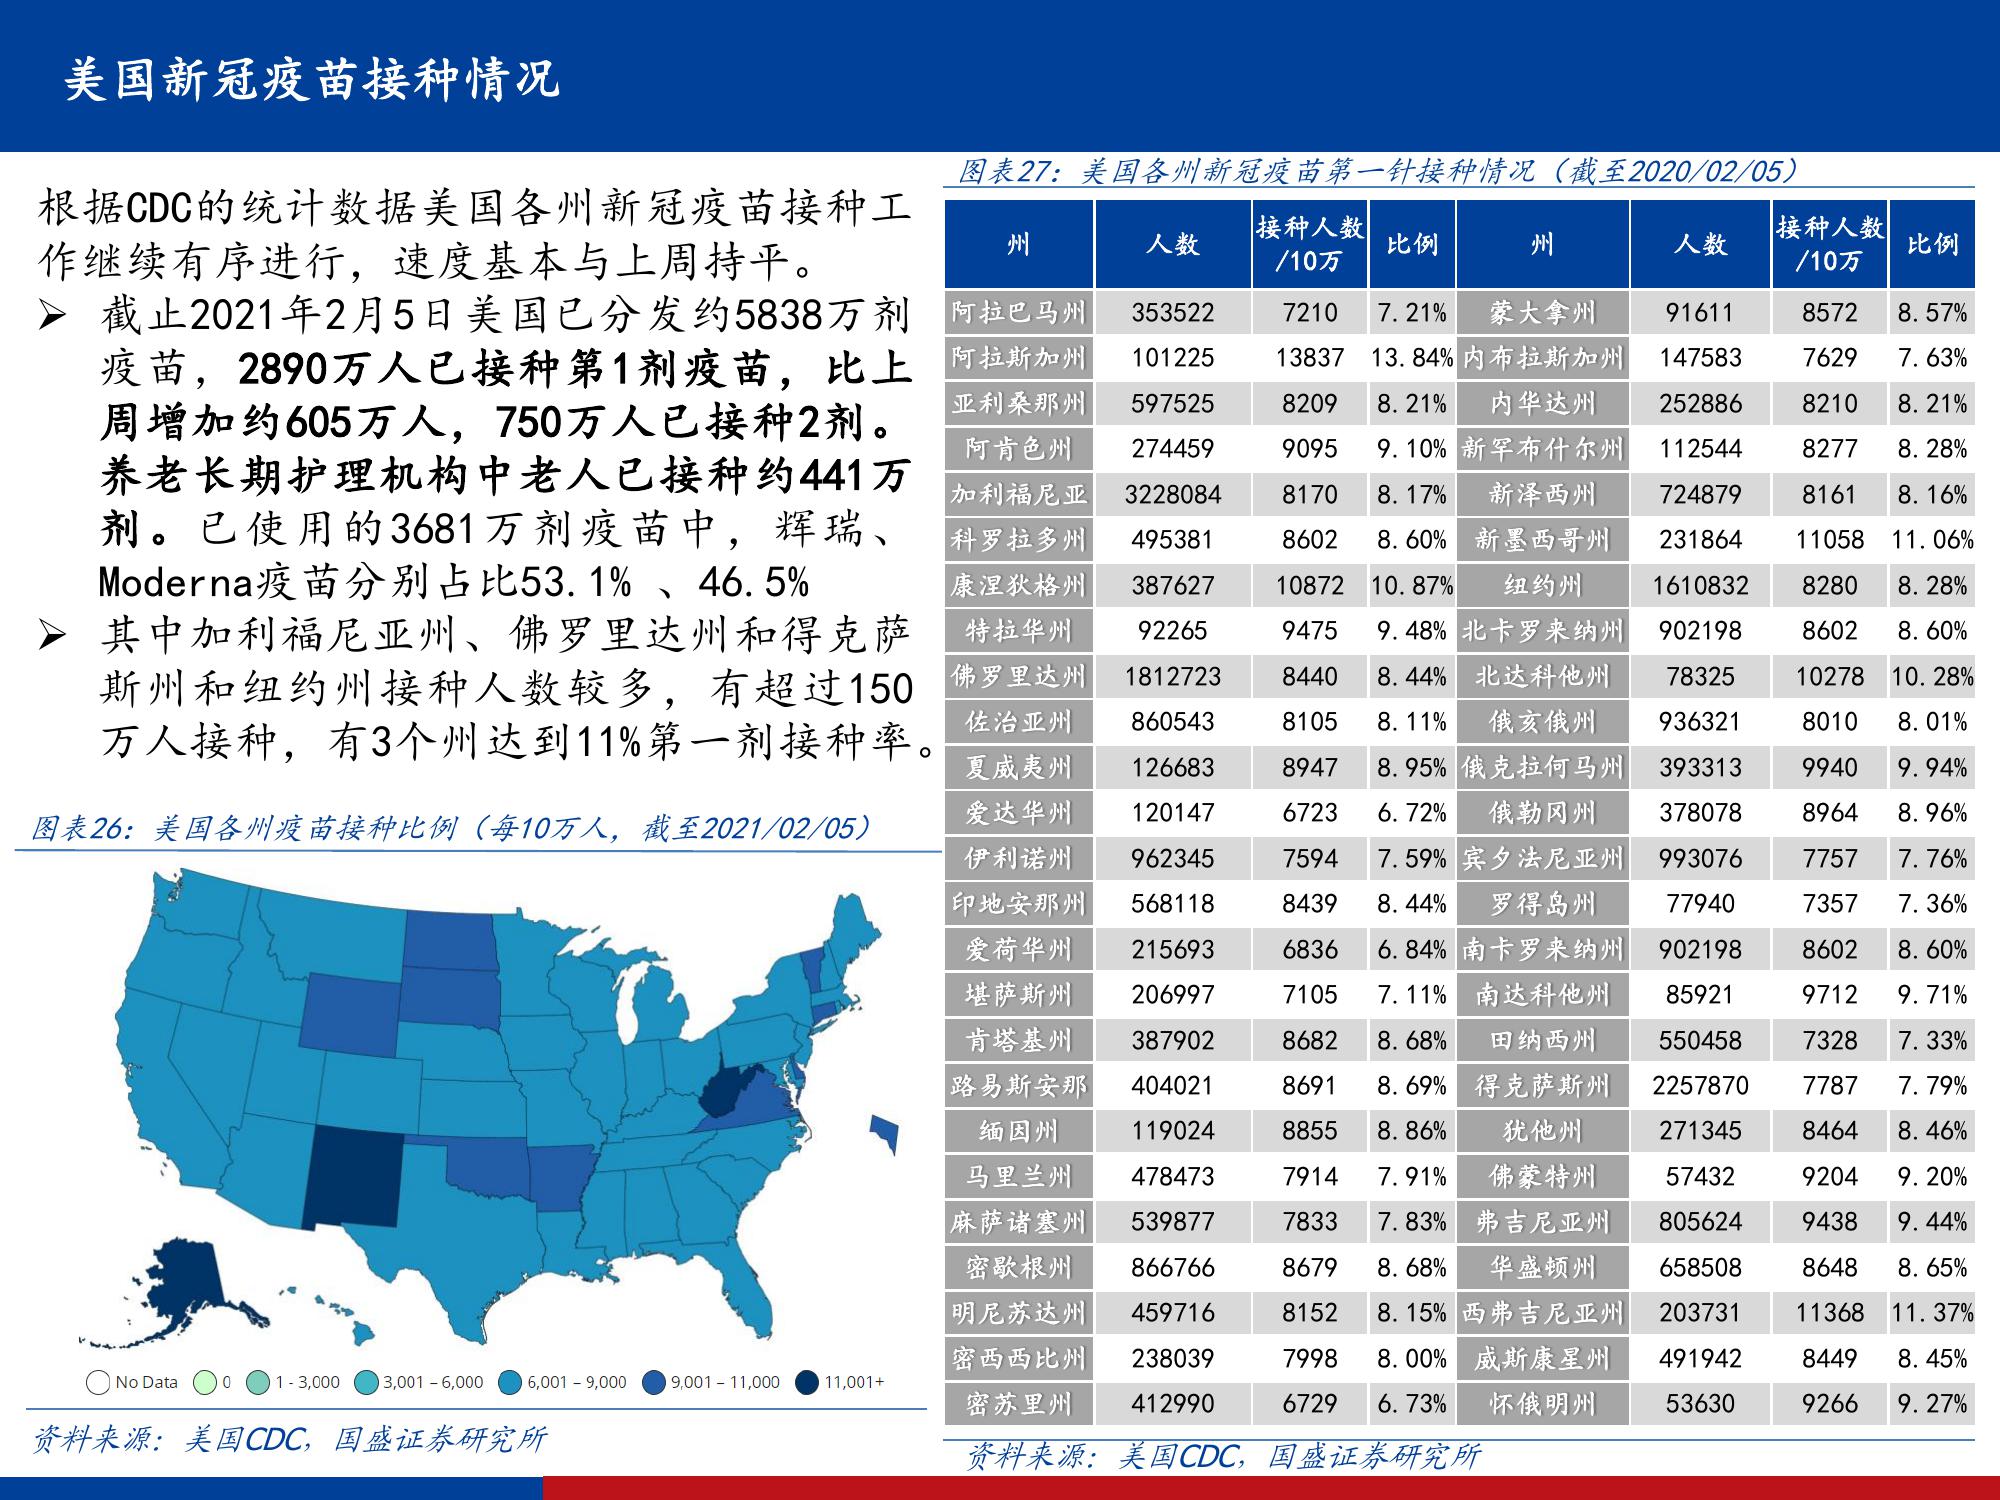 美国新冠疫苗接种情况
根据CDC的统计数据美国各州新冠疫苗接种工
作继续有序进行，速度基本与上周持平。
➢ 截止2021年2月5日美国已分发约5838万剂
疫苗，2890万人已接种第1剂疫苗，比上
周增加约605万人，750万人已接种2剂。
养老长期护理机构中老人已接种约441万
剂。已使用的3681万剂疫苗中，辉瑞、
Moderna疫苗分别占比53.1% 、46.5%
➢ 其中加利福尼亚州、佛罗里达州和得克萨
斯州和纽约州接种人数较多，有超过150
万人接种，有3个州达到11%第一剂接种率。
图表26：美国各州疫苗接种比例（每10万人，截至2021/02/05）
No Data 0 1 - 3,000 3,001 – 6,000 6,001 – 9,000 9,001 – 11,000 11,001+
资料来源：美国CDC，国盛证券研究所
图表27：美国各州新冠疫苗第一针接种情况（截至2020/02/05）
州 人数 接种人数/10万 比例 州 人数 接种人数/10万 比例
阿拉巴马州 353522 7210 7.21% 蒙大拿州 91611 8572 8.57%
阿拉斯加州 101225 13837 13.84% 内布拉斯加州 147583 7629 7.63%
亚利桑那州 597525 8209 8.21% 内华达州 252886 8210 8.21%
阿肯色州 274459 9095 9.10% 新罕布什尔州 112544 8277 8.28%
加利福尼亚 3228084 8170 8.17% 新泽西州 724879 8161 8.16%
科罗拉多州 495381 8602 8.60% 新墨西哥州 231864 11058 11.06%
康涅狄格州 387627 10872 10.87% 纽约州 1610832 8280 8.28%
特拉华州 92265 9475 9.48% 北卡罗来纳州 902198 8602 8.60%
佛罗里达州 1812723 8440 8.44% 北达科他州 78325 10278 10.28%
佐治亚州 860543 8105 8.11% 俄亥俄州 936321 8010 8.01%
夏威夷州 126683 8947 8.95% 俄克拉何马州 393313 9940 9.94%
爱达华州 120147 6723 6.72% 俄勒冈州 378078 8964 8.96%
伊利诺州 962345 7594 7.59% 宾夕法尼亚州 993076 7757 7.76%
印地安那州 568118 8439 8.44% 罗得岛州 77940 7357 7.36%
爱荷华州 215693 6836 6.84% 南卡罗来纳州 902198 8602 8.60%
堪萨斯州 206997 7105 7.11% 南达科他州 85921 9712 9.71%
肯塔基州 387902 8682 8.68% 田纳西州 550458 7328 7.33%
路易斯安那 404021 8691 8.69% 得克萨斯州 2257870 7787 7.79%
缅因州 119024 8855 8.86% 犹他州 271345 8464 8.46%
马里兰州 478473 7914 7.91% 佛蒙特州 57432 9204 9.20%
麻萨诸塞州 539877 7833 7.83% 弗吉尼亚州 805624 9438 9.44%
密歇根州 866766 8679 8.68% 华盛顿州 658508 8648 8.65%
明尼苏达州 459716 8152 8.15% 西弗吉尼亚州 203731 11368 11.37%
密西西比州 238039 7998 8.00% 威斯康星州 491942 8449 8.45%
密苏里州 412990 6729 6.73% 怀俄明州 53630 9266 9.27%
资料来源：美国CDC，国盛证券研究所